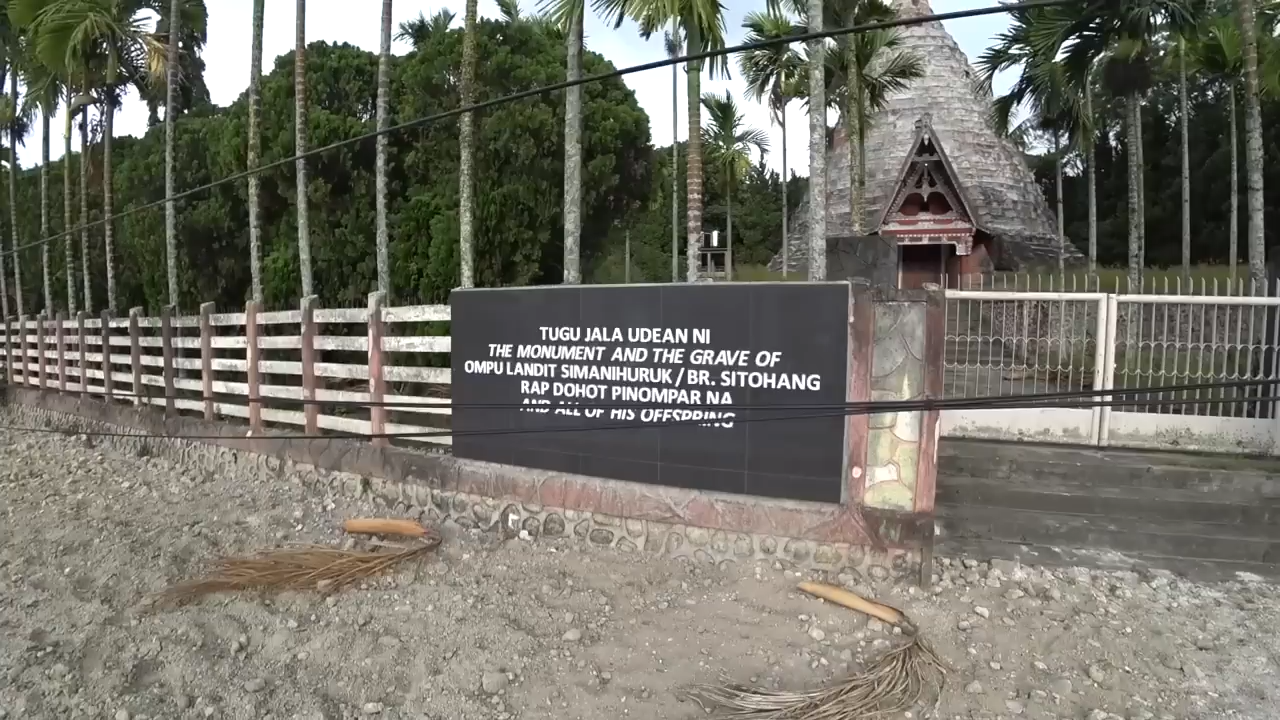 TUGU JALA UDEAN NI
THE MONUMENT AND THE GRAVE OF
OMPU LANDIT SIMANIHURUK / BR. SITOHANG
RAP DOHOT PINOMPAR NA
AND ALL OF HIS OFFSPRING